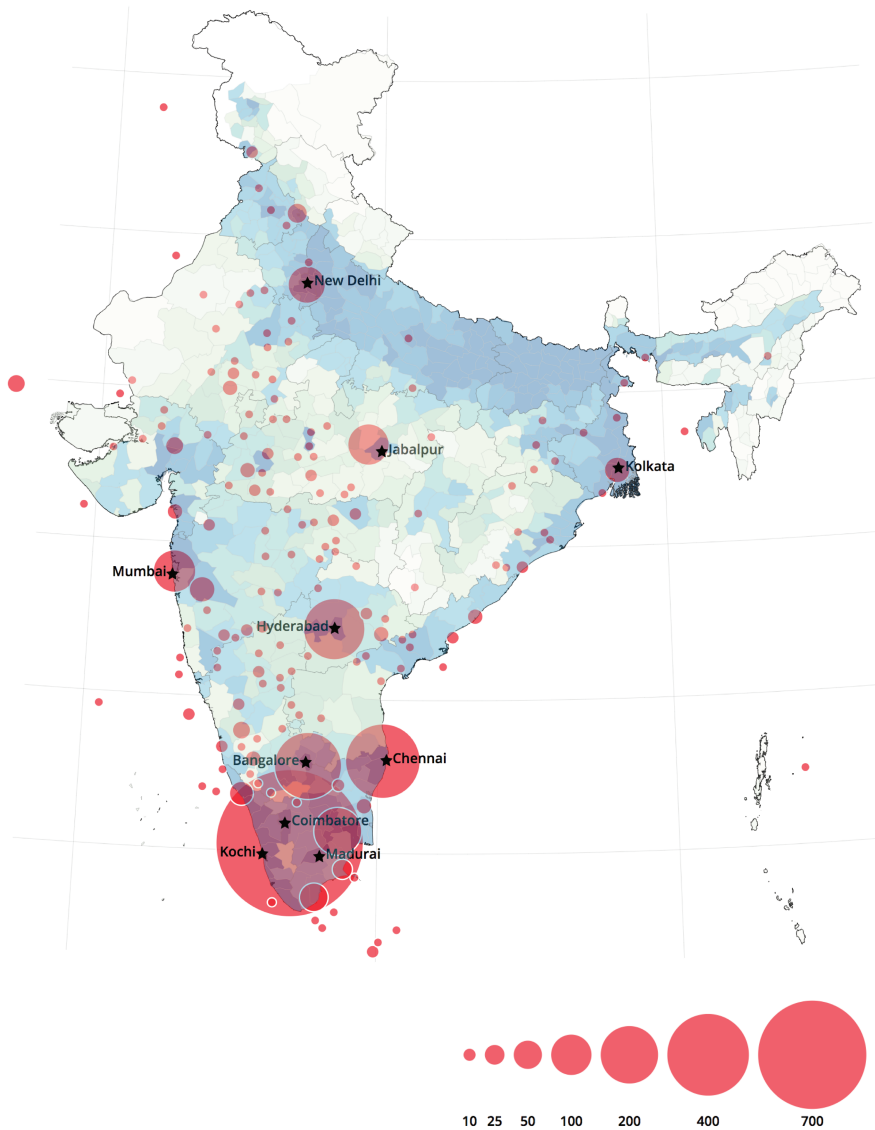 New Delhi
Jabalpur
Kolkata
Mumbai
Hyderabad
Bangalore
Chennai
Coimbatore
Kochi
Madurai
10 25 50 100 200 400 700